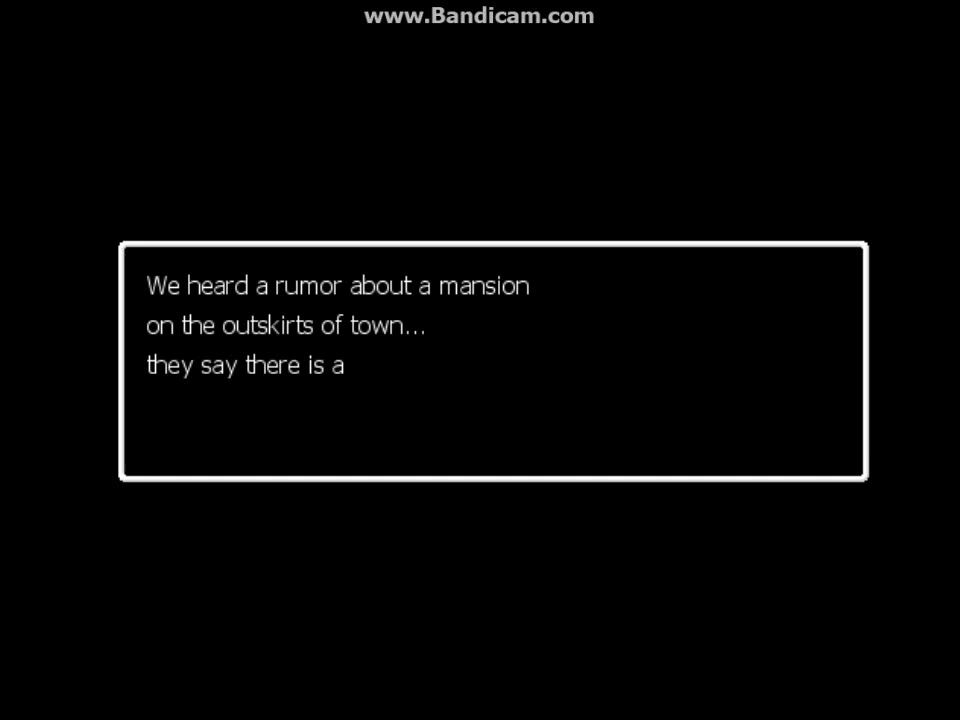 www.Bandicam.com
We heard a rumor about a mansion
on the outskirts of town...
they say there is a